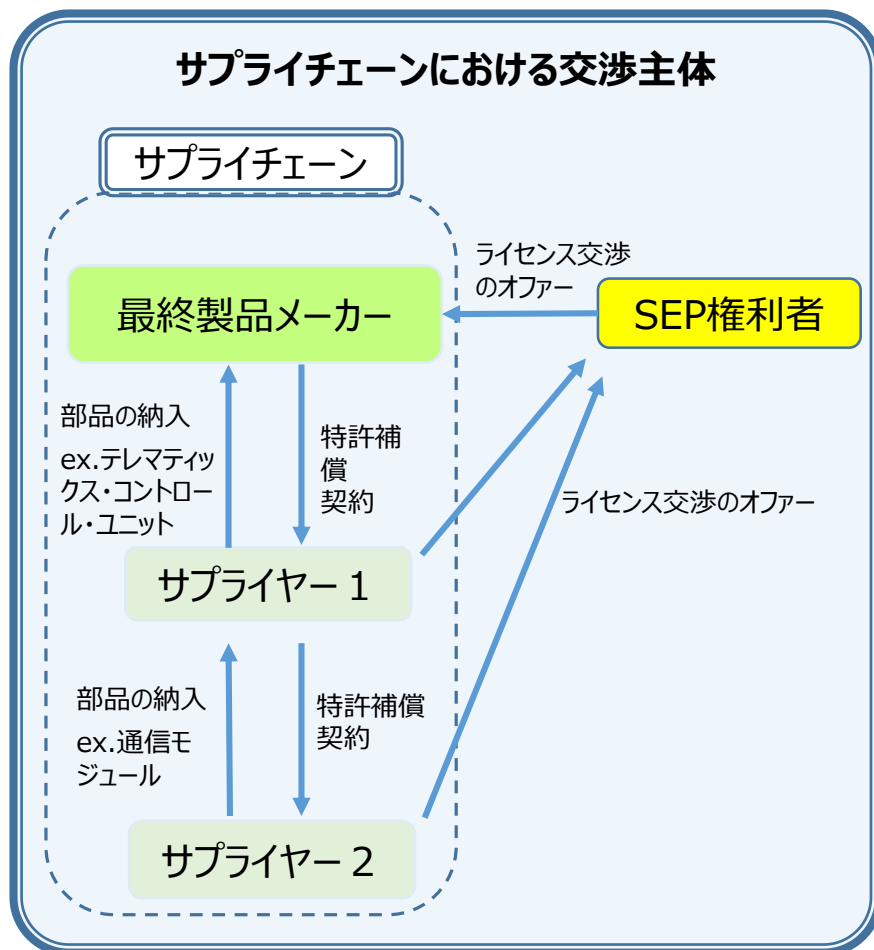 サプライチェーンにおける交渉主体
サプライチェーン
ライセンス交渉
のオファー
最終製品メーカー
SEP権利者
部品の納入
ex.テレマティッ
クス・コントロー
ル・ユニット
特許補
償
契約
ライセンス交渉のオファー
サプライヤー１
部品の納入
ex.通信モ
ジュール
特許補償
契約
サプライヤー２